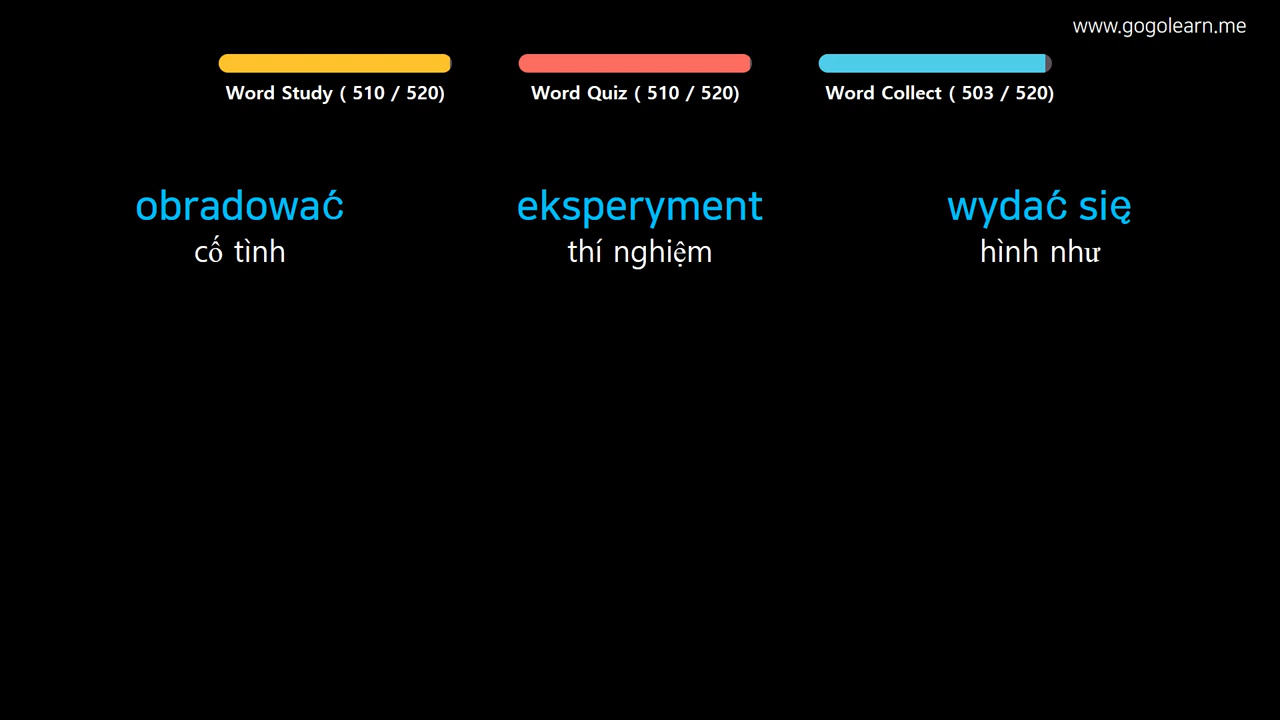 www.gogolearn.me
Word Study ( 510 / 520)
Word Quiz ( 510 / 520)
Word Collect ( 503 / 520)
obradować
cố tình
eksperyment
thí nghiệm
wydać się
hình như